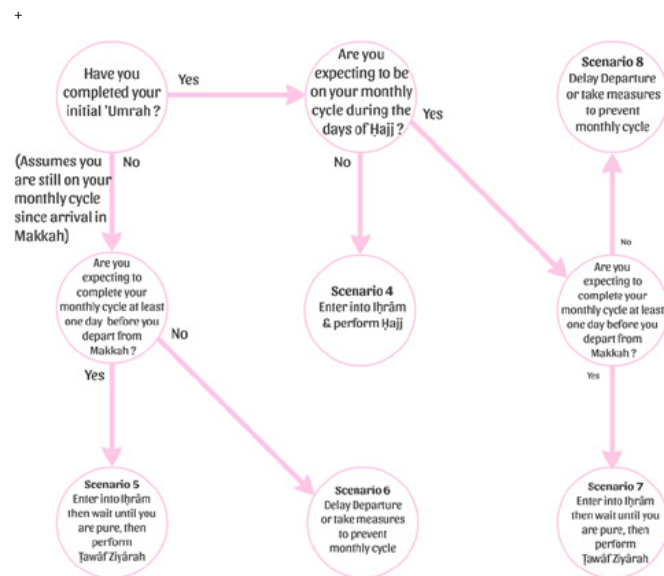 +
Have you
completed your
initial 'Umrah ?
Yes
Are you
expecting to be
on your monthly
cycle during the
days of Ḥajj ?
Yes
Scenario 8
Delay Departure
or take measures
to prevent
monthly cycle
(Assumes you
are still on your
monthly cycle
since arrival in
Makkah)
No
No
No
Are you
expecting to
complete your
monthly cycle at least
one day before you
depart from
Makkah ?
Scenario 4
Enter into Iḥrām
& perform Ḥajj
Are you
expecting to
complete your
monthly cycle at least
one day before you
depart from
Makkah ?
No
Yes
Yes
Scenario 5
Enter into Iḥrām
then wait until you
are pure, then
perform
Ṭawāf Ziyārah
Scenario 6
Delay Departure
or take measures
to prevent
monthly cycle
Scenario 7
Enter into Iḥrām
then wait until you
are pure, then
perform
Ṭawāf Ziyārah